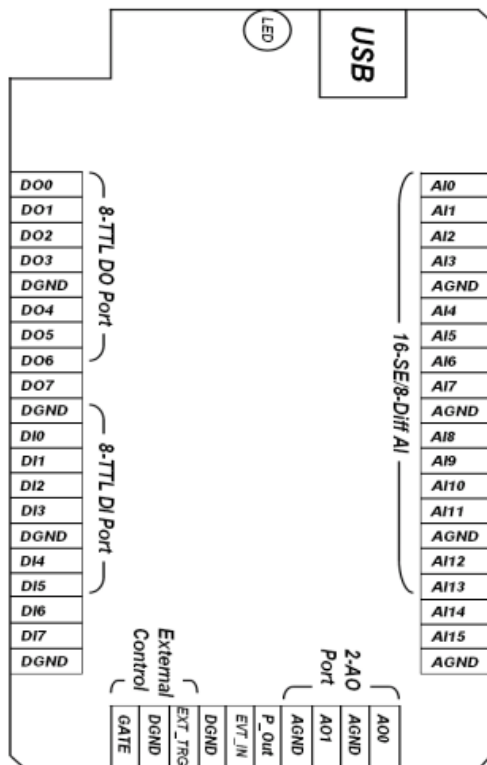 LED
USB
DO0
DO1
DO2
DO3
DGND
DO4
DO5
DO6
DO7
DGND
DI0
DI1
DI2
DI3
DGND
DI4
DI5
DI6
DI7
DGND
8-TTL DO Port
8-TTL DI Port
16-SE/8-Diff AI
AI0
AI1
AI2
AI3
AGND
AI4
AI5
AI6
AI7
AGND
AI8
AI9
AI10
AI11
AGND
AI12
AI13
AI14
AI15
AGND
External
Control
2-AO
Port
GATE
DGND
EXT_TRG
DGND
EVT_IN
P_Out
AGND
AO1
AGND
AO0